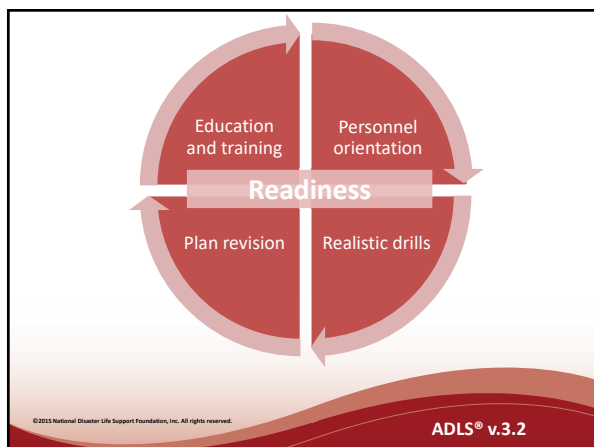 Education
and training
Personnel
orientation
Readiness
Plan revision
Realistic drills
©2015 National Disaster Life Support Foundation, Inc. All rights reserved.
ADLS® v.3.2